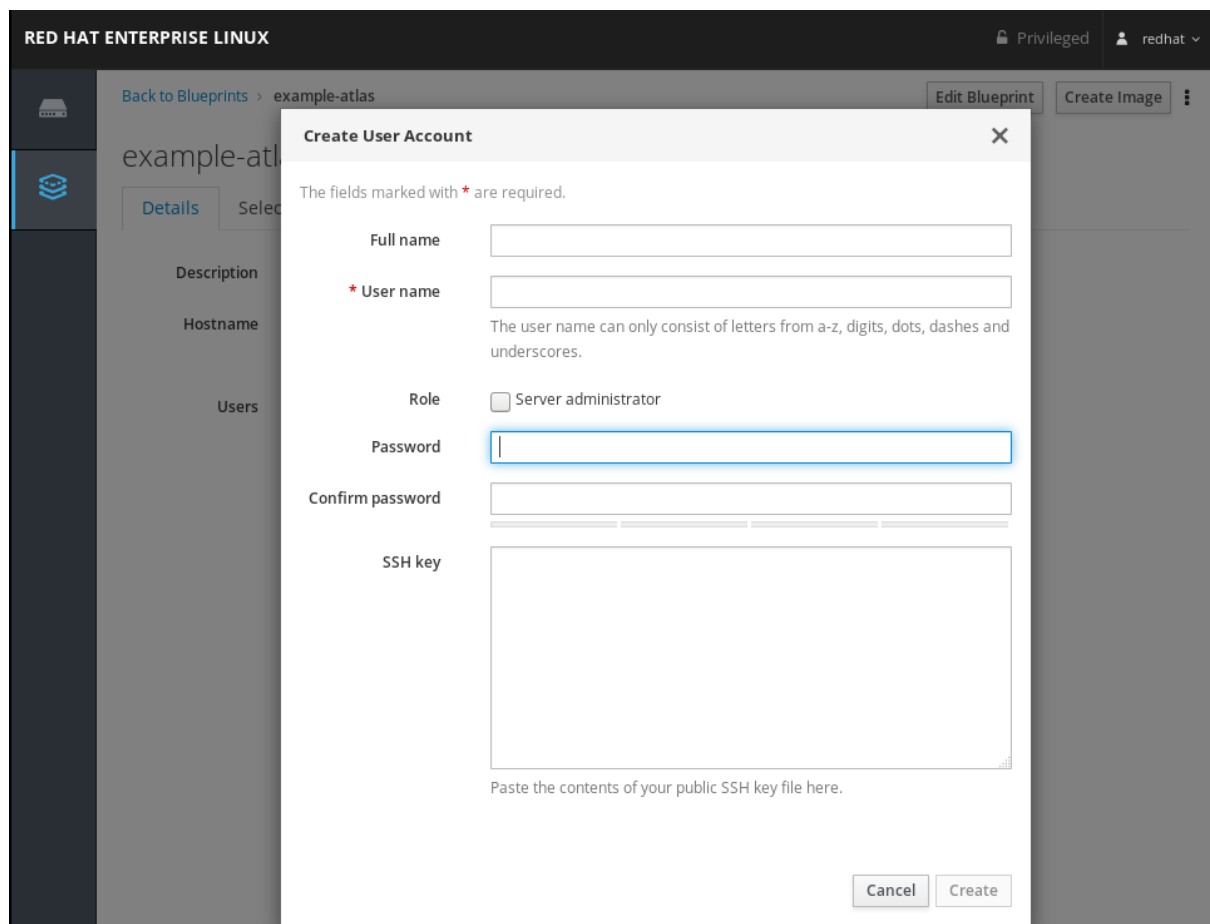 RED HAT ENTERPRISE LINUX
Privileged
redhat
Back to Blueprints
example-atlas
Edit Blueprint
Create Image
example-atl
Details
Selec
Description
Hostname
Users
Create User Account
The fields marked with * are required.
Full name
* User name
The user name can only consist of letters from a-z, digits, dots, dashes and
underscores.
Role
Server administrator
Password
Confirm password
SSH key
Paste the contents of your public SSH key file here.
Cancel
Create